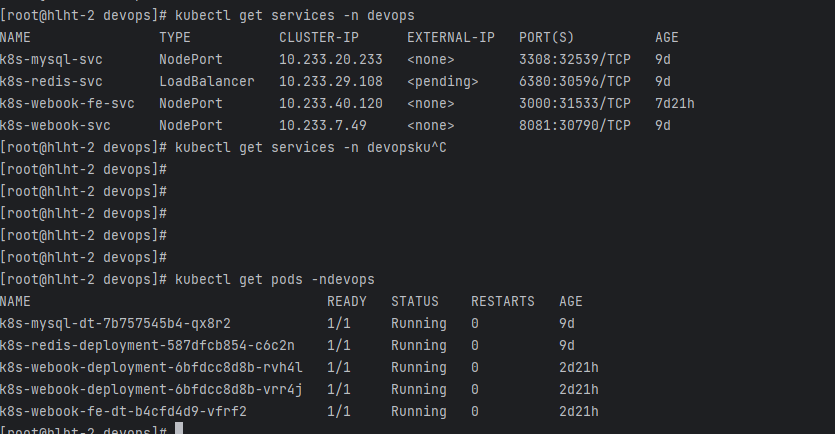 [root@hlht-2 devops]# kubectl get services -n devops
NAME                TYPE           CLUSTER-IP      EXTERNAL-IP   PORT(S)          AGE
k8s-mysql-svc       NodePort       10.233.20.233   <none>        3308:32539/TCP   9d
k8s-redis-svc       LoadBalancer   10.233.29.108   <pending>     6380:30596/TCP   9d
k8s-webook-fe-svc   NodePort       10.233.40.120   <none>        3000:31533/TCP   7d21h
k8s-webook-svc      NodePort       10.233.7.49     <none>        8081:30790/TCP   9d
[root@hlht-2 devops]# kubectl get services -n devopsku^C
[root@hlht-2 devops]#
[root@hlht-2 devops]#
[root@hlht-2 devops]#
[root@hlht-2 devops]#
[root@hlht-2 devops]#
[root@hlht-2 devops]# kubectl get pods -ndevops
NAME                                     READY   STATUS    RESTARTS   AGE
k8s-mysql-dt-7b757545b4-qx8r2            1/1     Running   0          9d
k8s-redis-deployment-587dfcb854-c6c2n    1/1     Running   0          9d
k8s-webook-deployment-6bfdcc8d8b-rvh4l   1/1     Running   0          2d21h
k8s-webook-deployment-6bfdcc8d8b-vrr4j   1/1     Running   0          2d21h
k8s-webook-fe-dt-b4cfd4d9-vfrf2          1/1     Running   0          2d21h
[root@hlht-2 devops]#